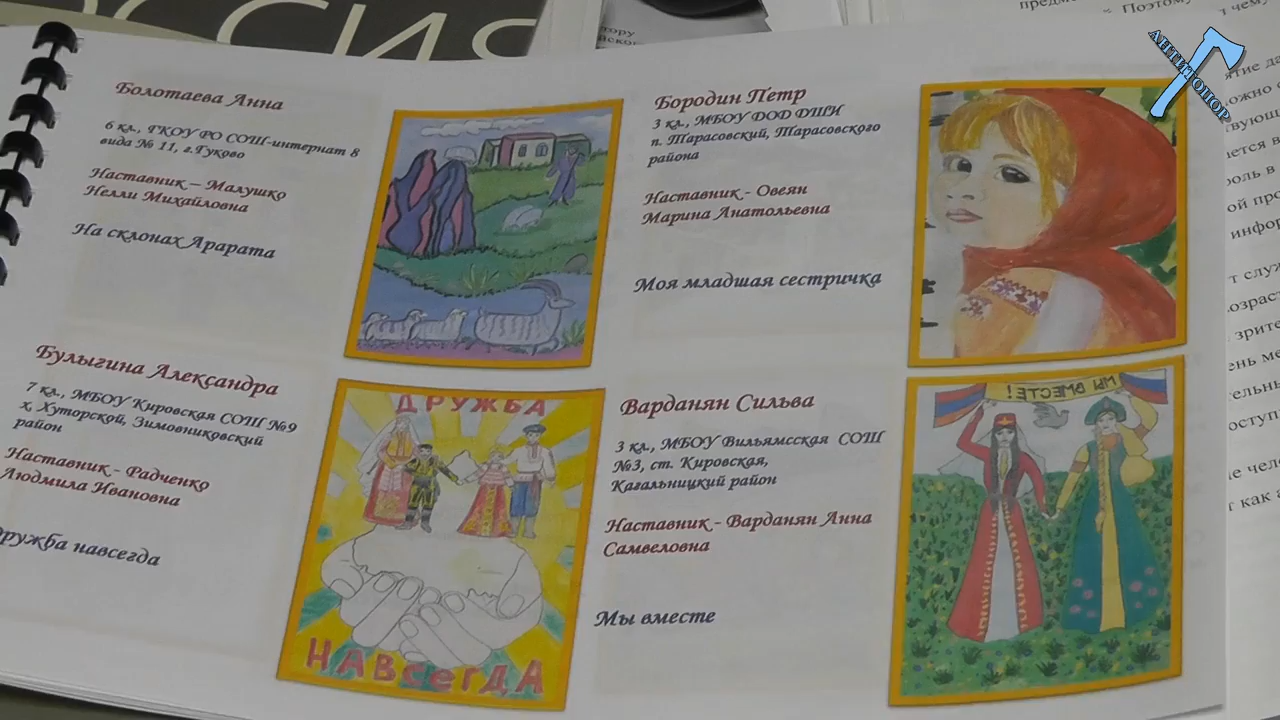 ССИЯ
АНТИТОПОР
Болотаева Анна
6 кл., ГКОУ РО СОШ-интернат 8
вида № 11, г.Гуково
Наставник – Малушко
Нелли Михайловна
На склонах Арарата
Бородин Петр
3 кл., МБОУ ДОД ДШИ
п. Тарасовский, Тарасовского
района
Наставник - Овеян
Марина Анатольевна
Моя младшая сестричка
Булыгина Александра
7 кл., МБОУ Кировская СОШ №9
х, Хуторской, Зимовниковский
район
Наставник - Радченко
Людмила Ивановна
Дружба навсегда
ДРУЖБА
НАВСЕГДА
Варданян Сильва
3 кл., МБОУ Вильямсская СОШ
№3, ст. Кировская,
Кагальницкий район
Наставник - Варданян Анна
Самвеловна
Мы вместе
МЫ ВМЕСТЕ!
Поэтому